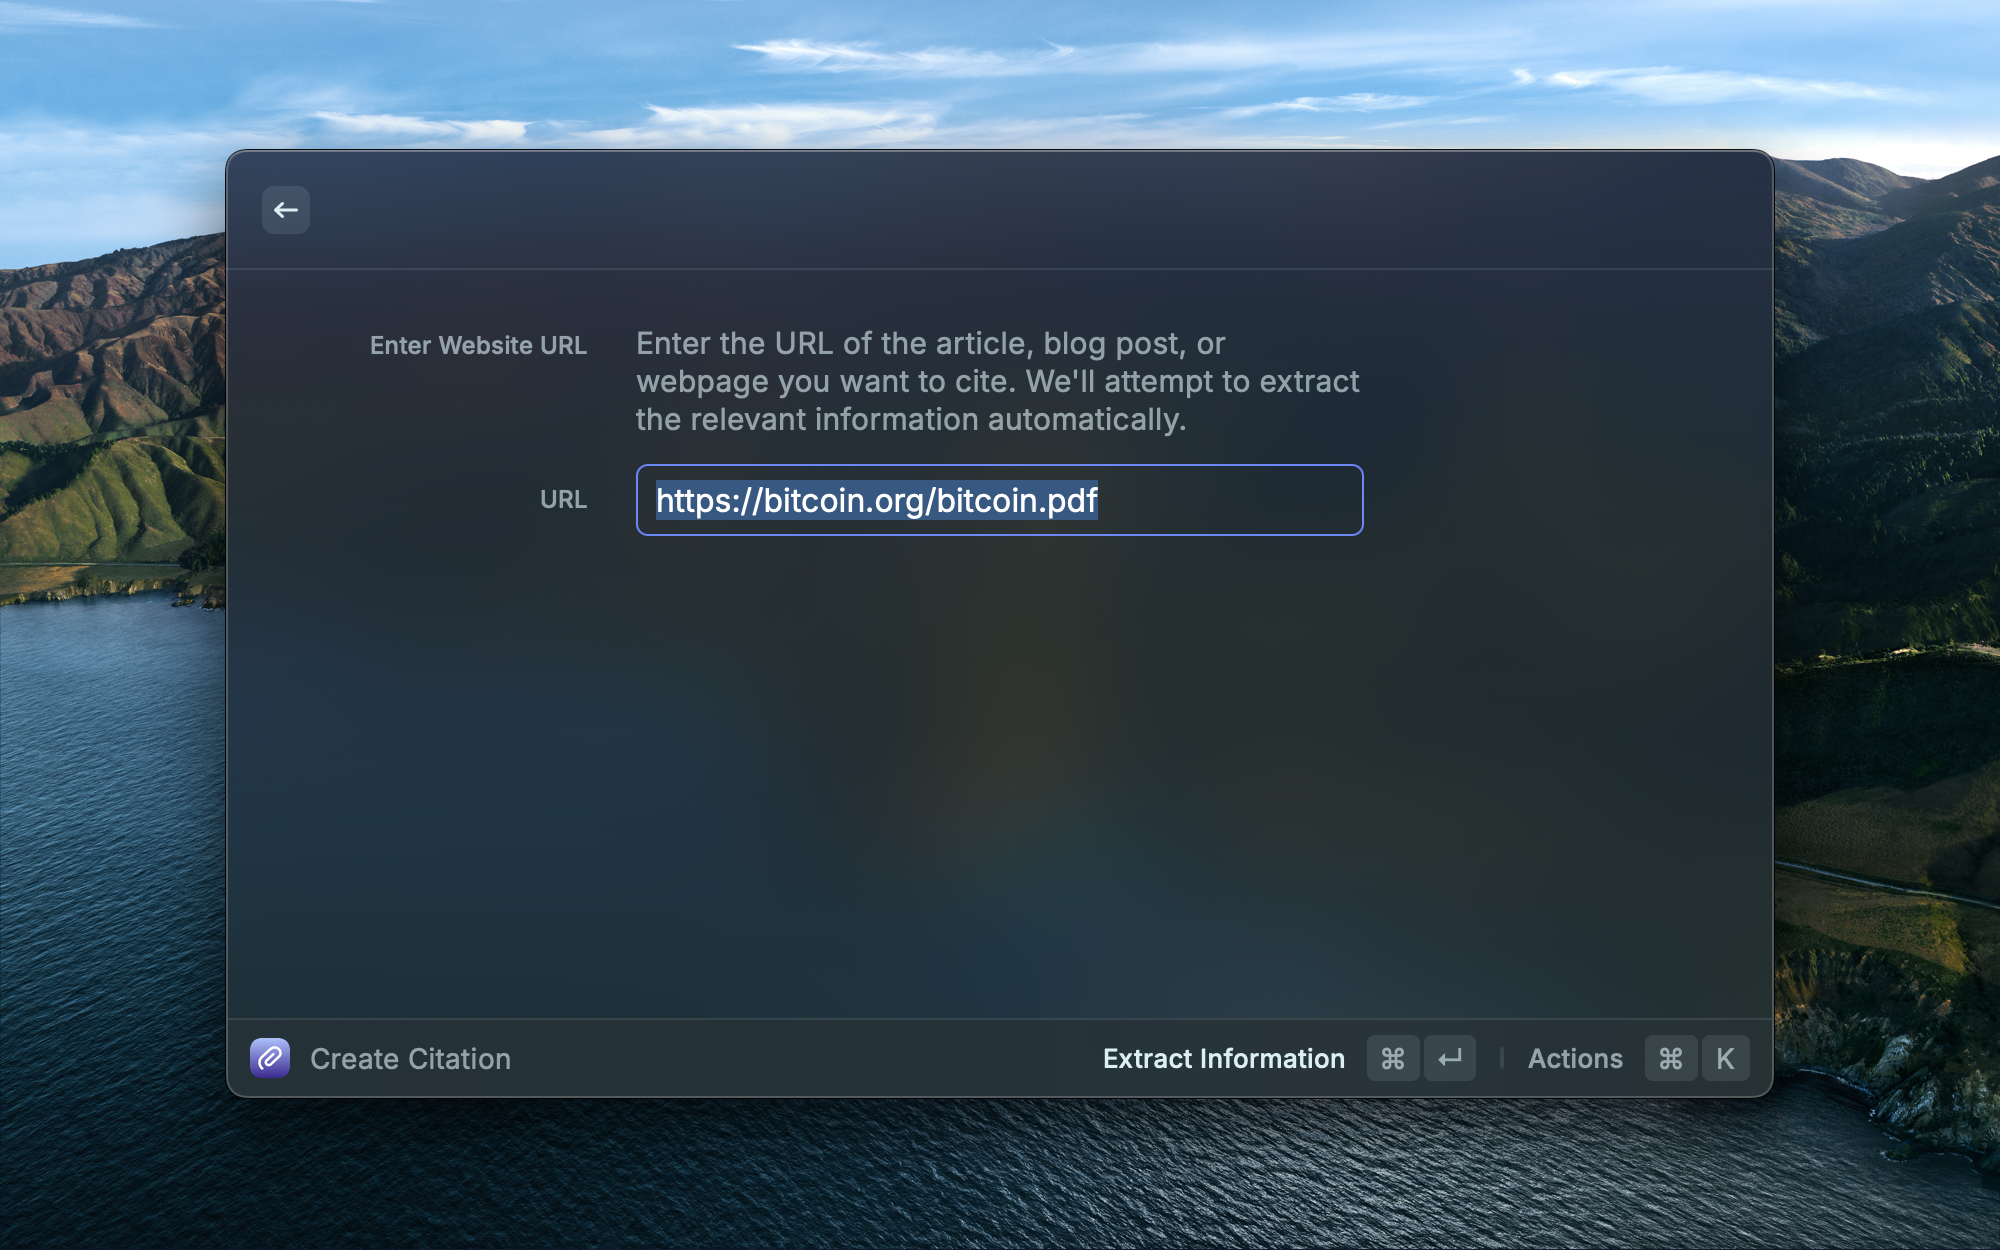 Enter Website URL
Enter the URL of the article, blog post, or
webpage you want to cite. We'll attempt to extract
the relevant information automatically.
URL
https://bitcoin.org/bitcoin.pdf
Create Citation
Extract Information ⌘ ↵
Actions ⌘ K